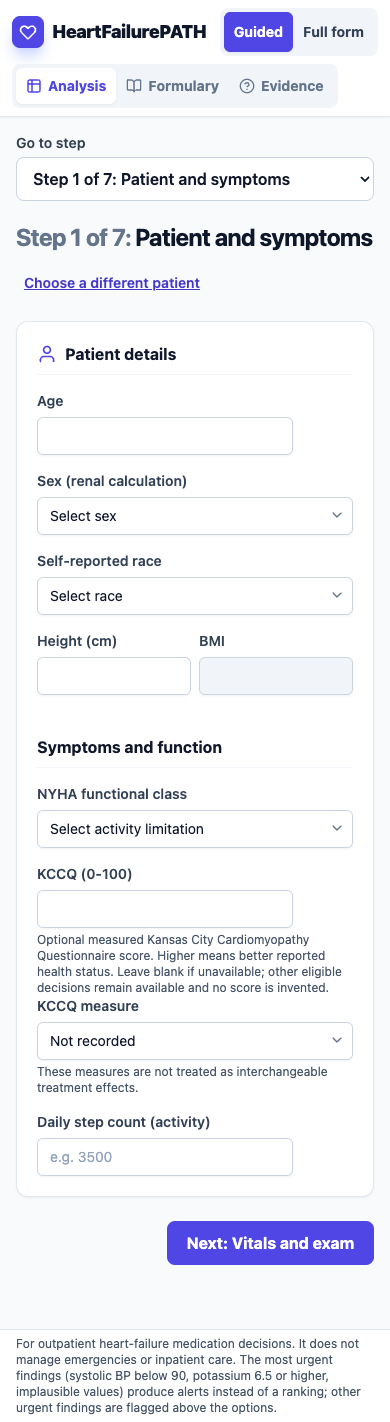 HeartFailurePATH
Guided
Full form
Analysis
Formulary
Evidence
Go to step
Step 1 of 7: Patient and symptoms
Step 1 of 7: Patient and symptoms
Choose a different patient
Patient details
Age
Sex (renal calculation)
Select sex
Self-reported race
Select race
Height (cm)
BMI
Symptoms and function
NYHA functional class
Select activity limitation
KCCQ (0-100)
Optional measured Kansas City Cardiomyopathy
Questionnaire score. Higher means better reported
health status. Leave blank if unavailable; other eligible
decisions remain available and no score is invented.
KCCQ measure
Not recorded
These measures are not treated as interchangeable
treatment effects.
Daily step count (activity)
e.g. 3500
Next: Vitals and exam
For outpatient heart-failure medication decisions. It does not
manage emergencies or inpatient care. The most urgent
findings (systolic BP below 90, potassium 6.5 or higher,
implausible values) produce alerts instead of a ranking; other
urgent findings are flagged above the options.